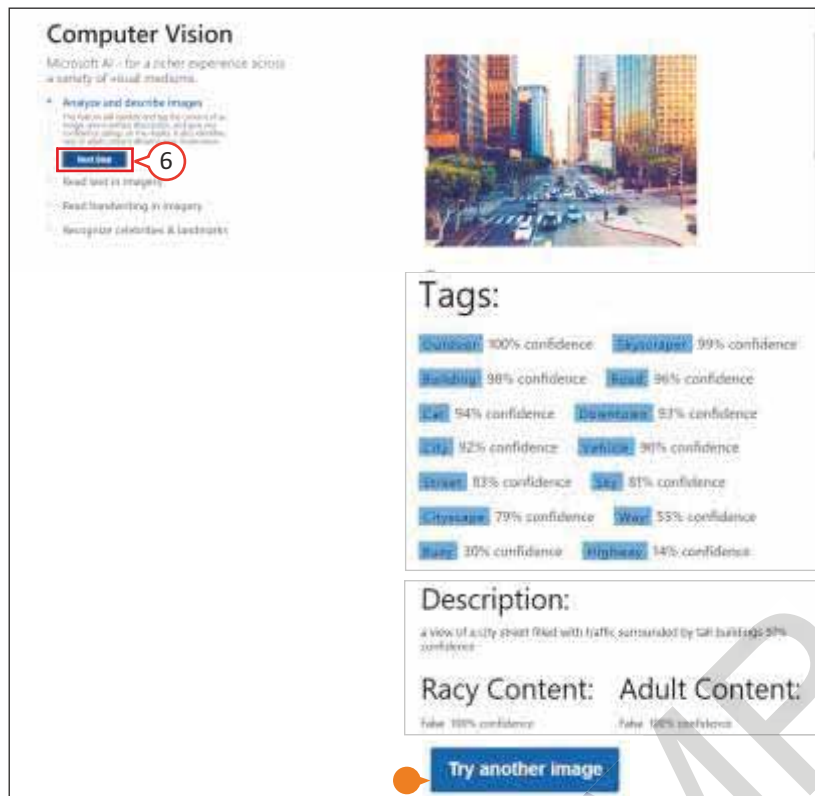 Computer Vision
Microsoft AI - for a richer experience across
a variety of visual mediums.
Analyze and describe images
Next Step
6
Read text in imagery
Read handwriting in imagery
Recognize celebrities & landmarks
Tags:
Outdoor 100% confidence Skyscraper 99% confidence
Building 98% confidence Road 96% confidence
Car 94% confidence Downtown 93% confidence
City 92% confidence Vehicle 90% confidence
Street 83% confidence Sky 81% confidence
Cityscape 79% confidence Way 55% confidence
Busy 30% confidence Highway 14% confidence
Description:
a view of a city street filled with traffic surrounded by tall buildings 97%
confidence
Racy Content: Adult Content:
False 100% confidence False 100% confidence
Try another image